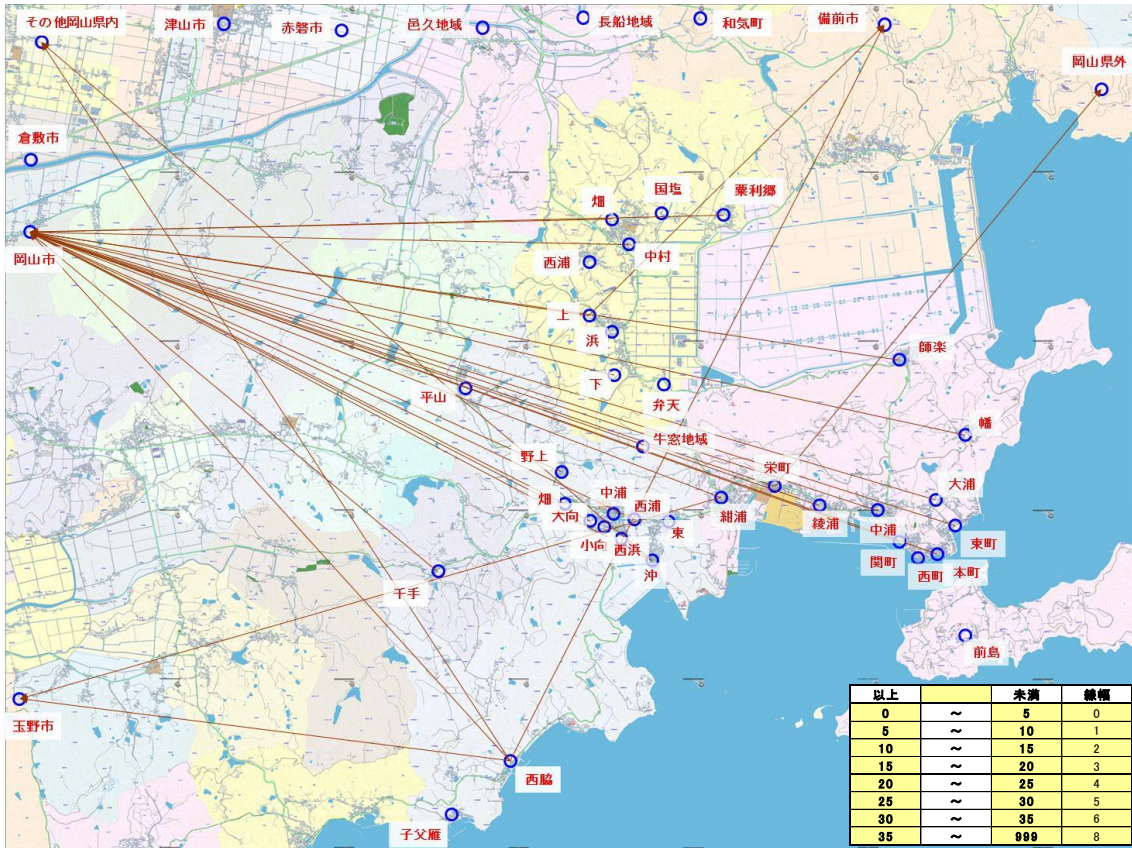 その他岡山県内
津山市
赤磐市
邑久地域
長船地域
和気町
備前市
岡山県外
倉敷市
畑
国塩
粟利郷
岡山市
西浦
中村
上
浜
師楽
平山
下
弁天
幡
牛窓地域
野上
栄町
大浦
畑
中浦
西浦
紺浦
綾浦
大向
東
中浦
東町
小向
西浜
関町
西町
本町
沖
千手
前島
玉野市
西脇
子父雁
以上 未満 線幅
0 ～ 5 0
5 ～ 10 1
10 ～ 15 2
15 ～ 20 3
20 ～ 25 4
25 ～ 30 5
30 ～ 35 6
35 ～ 999 8